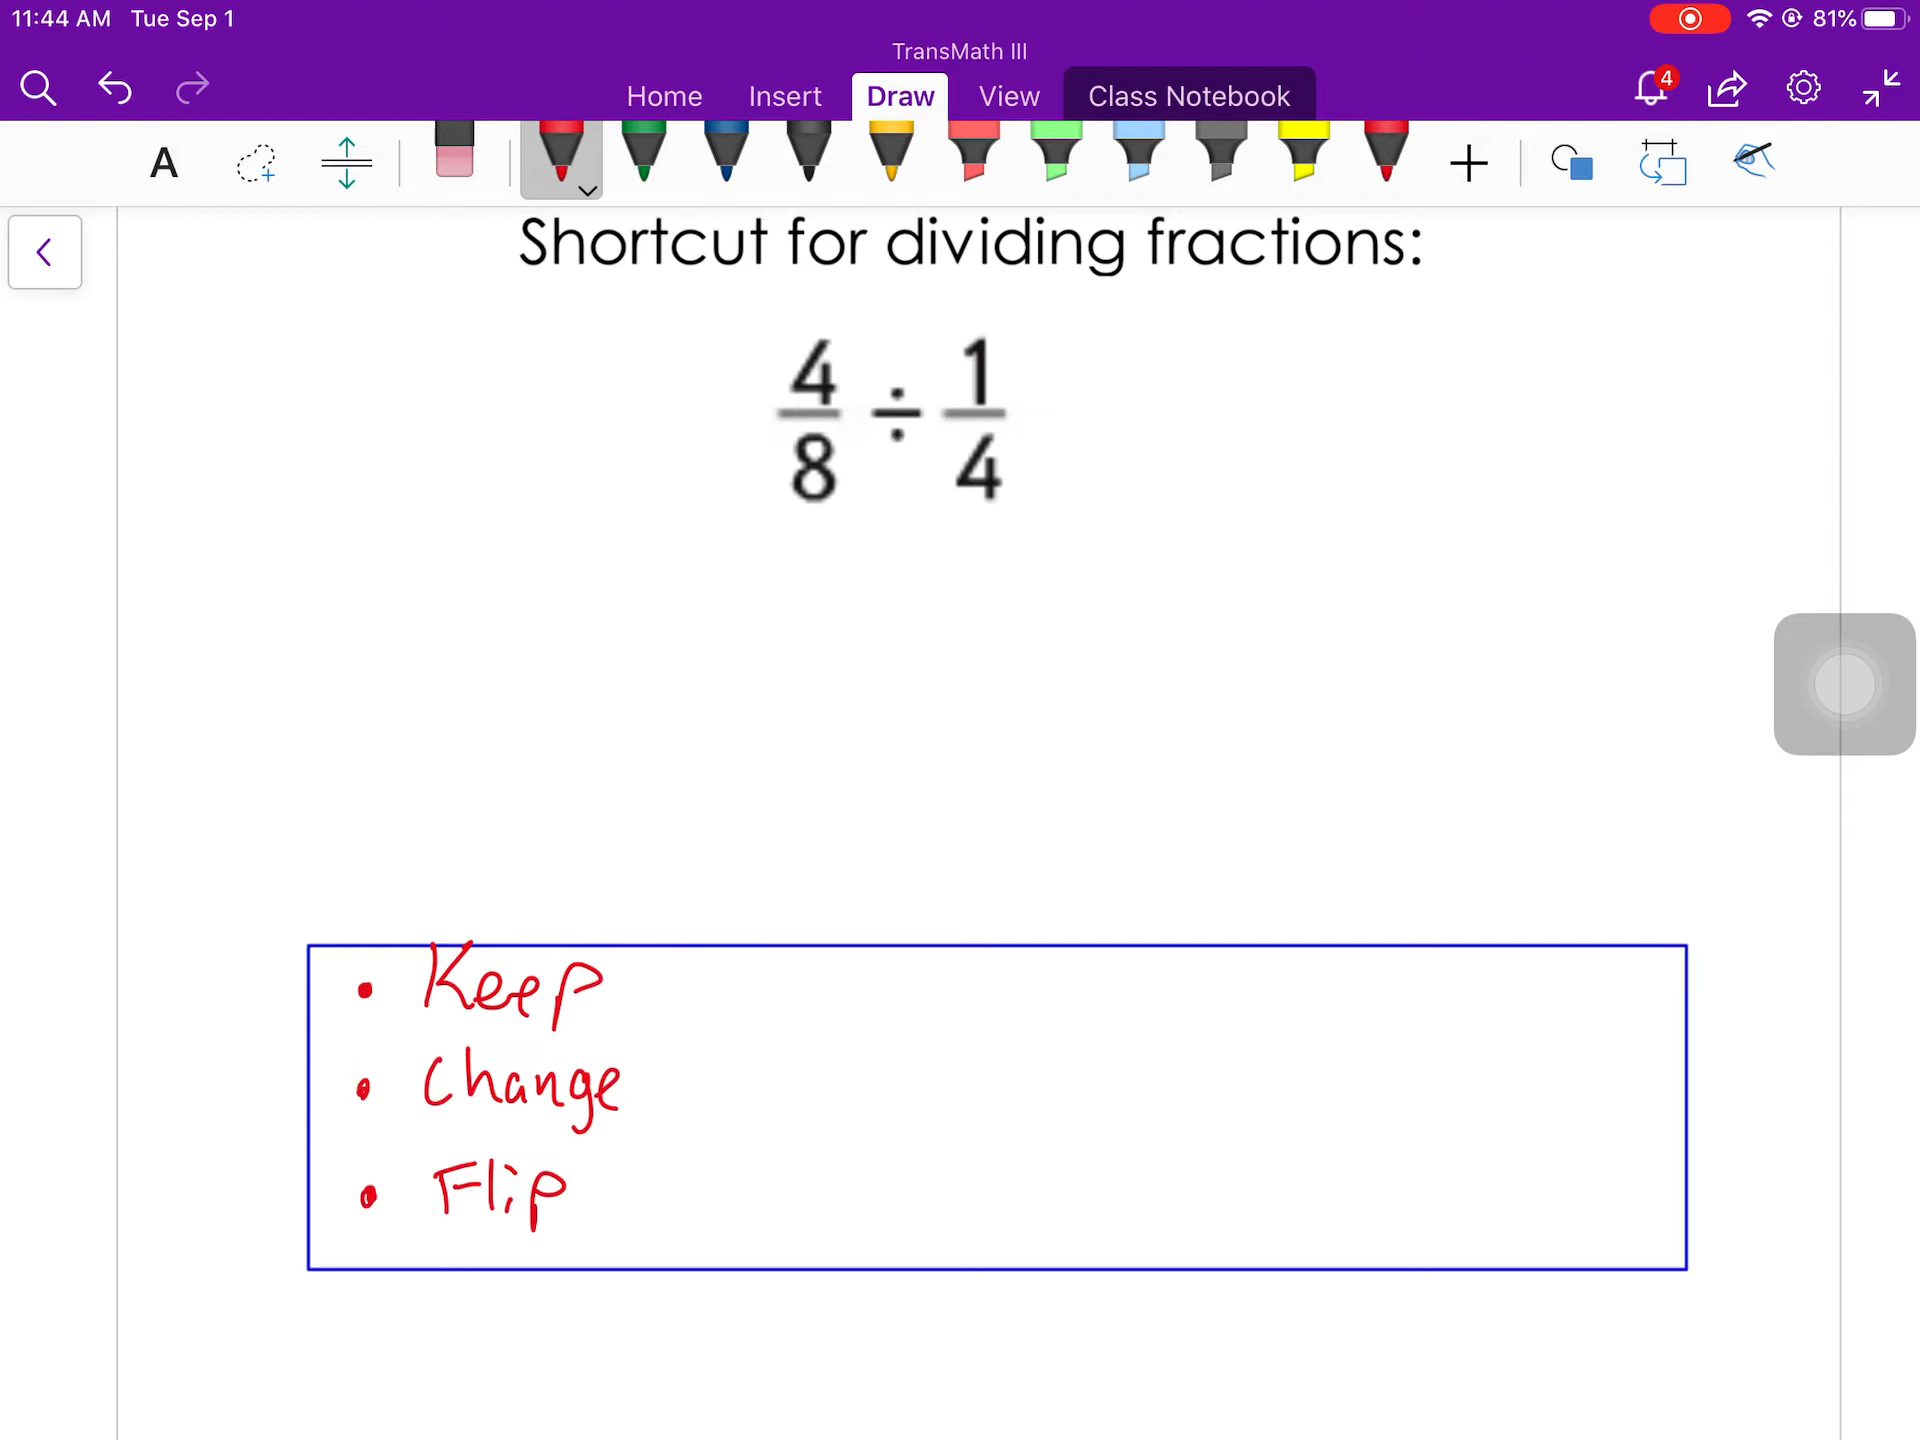 11:44 AM Tue Sep 1
81%
TransMath III
Home Insert Draw View Class Notebook
4
A
Shortcut for dividing fractions:
4/8 ÷ 1/4
• Keep
• Change
• Flip